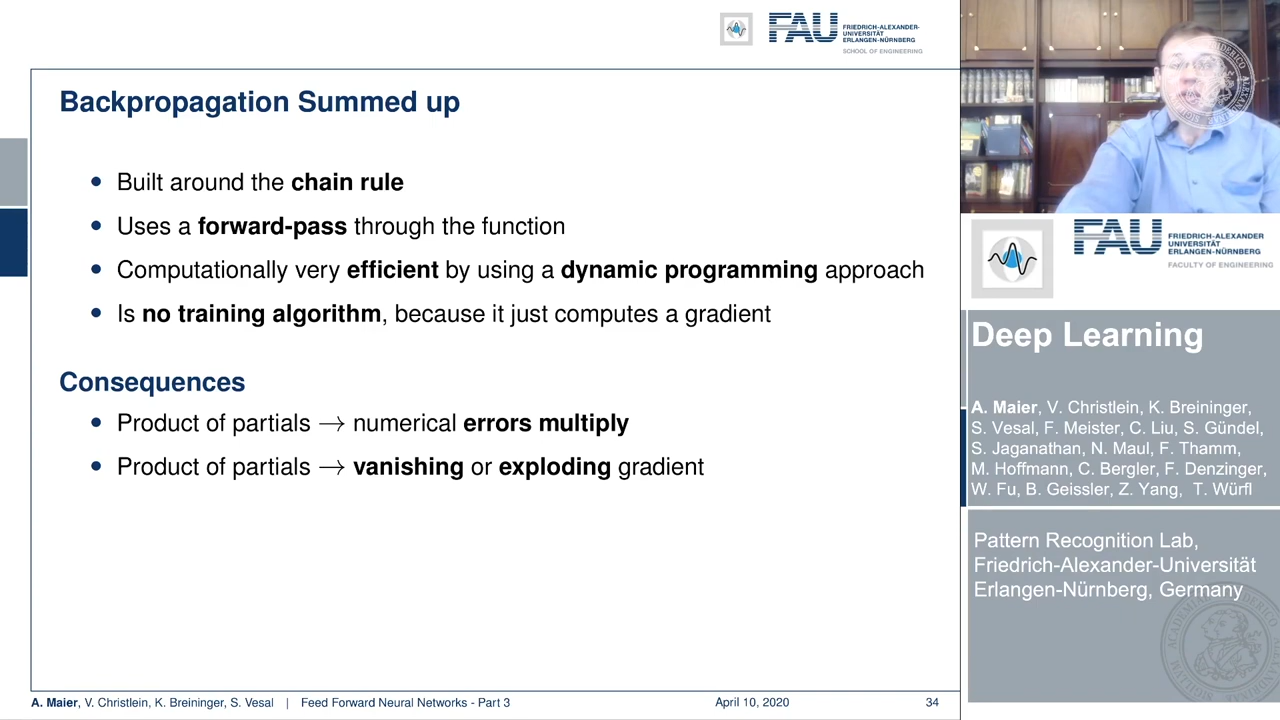 FAU
FRIEDRICH-ALEXANDER-
UNIVERSITÄT
ERLANGEN-NÜRNBERG
SCHOOL OF ENGINEERING
Backpropagation Summed up
• Built around the chain rule
• Uses a forward-pass through the function
• Computationally very efficient by using a dynamic programming approach
• Is no training algorithm, because it just computes a gradient
Consequences
• Product of partials → numerical errors multiply
• Product of partials → vanishing or exploding gradient
A. Maier, V. Christlein, K. Breininger, S. Vesal | Feed Forward Neural Networks - Part 3 April 10, 2020 34
FAU
FRIEDRICH-ALEXANDER
UNIVERSITÄT
ERLANGEN-NÜRNBERG
FACULTY OF ENGINEERING
Deep Learning
A. Maier, V. Christlein, K. Breininger,
S. Vesal, F. Meister, C. Liu, S. Gündel,
S. Jaganathan, N. Maul, F. Thamm,
M. Hoffmann, C. Bergler, F. Denzinger,
W. Fu, B. Geissler, Z. Yang, T. Würfl
Pattern Recognition Lab,
Friedrich-Alexander-Universität
Erlangen-Nürnberg, Germany